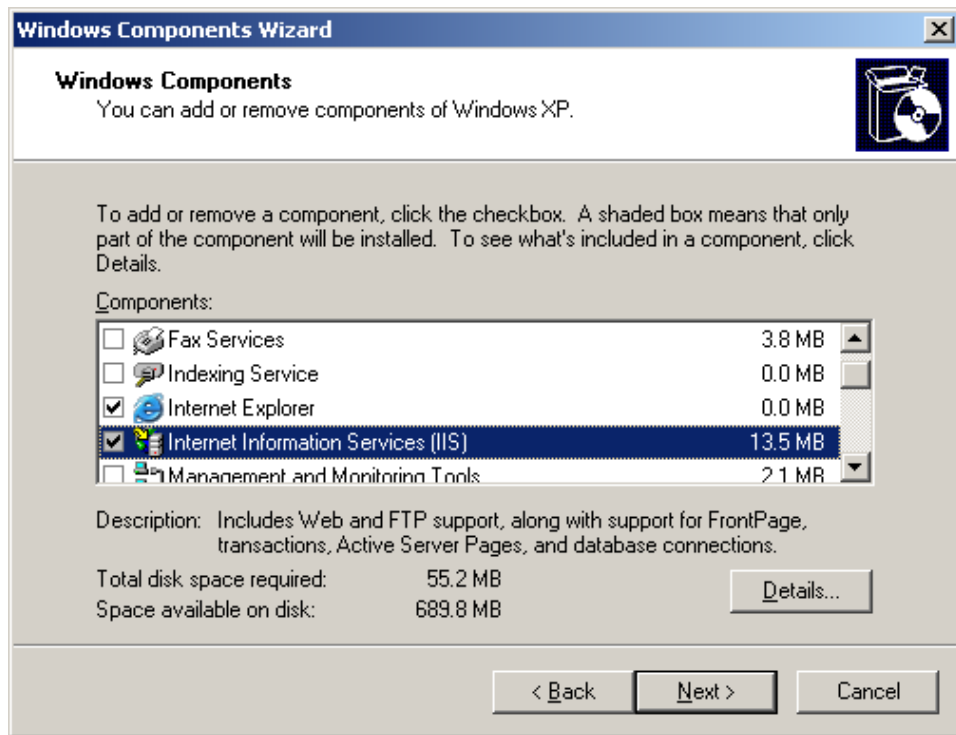 Windows Components Wizard
Windows Components
You can add or remove components of Windows XP.
To add or remove a component, click the checkbox. A shaded box means that only
part of the component will be installed. To see what's included in a component, click
Details.
Components:
Fax Services 3.8 MB
Indexing Service 0.0 MB
Internet Explorer 0.0 MB
Internet Information Services (IIS) 13.5 MB
Management and Monitoring Tools 2.1 MB
Description: Includes Web and FTP support, along with support for FrontPage,
transactions, Active Server Pages, and database connections.
Total disk space required: 55.2 MB
Space available on disk: 689.8 MB
Details...
< Back Next > Cancel